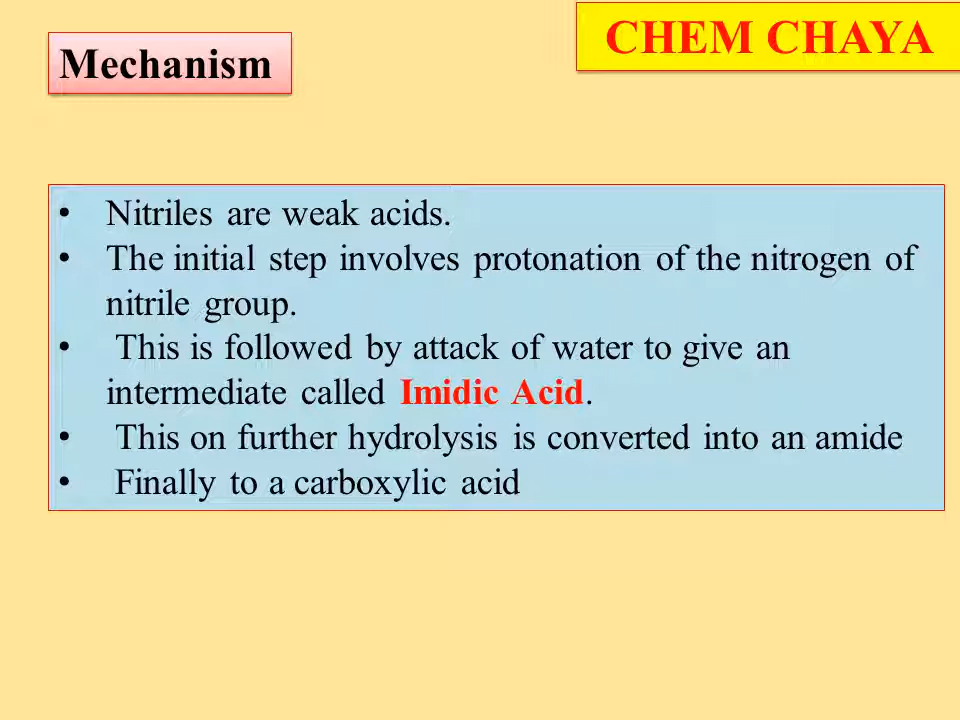 CHEM CHAYA
Mechanism
• Nitriles are weak acids.
• The initial step involves protonation of the nitrogen of
nitrile group.
• This is followed by attack of water to give an
intermediate called Imidic Acid.
• This on further hydrolysis is converted into an amide
• Finally to a carboxylic acid